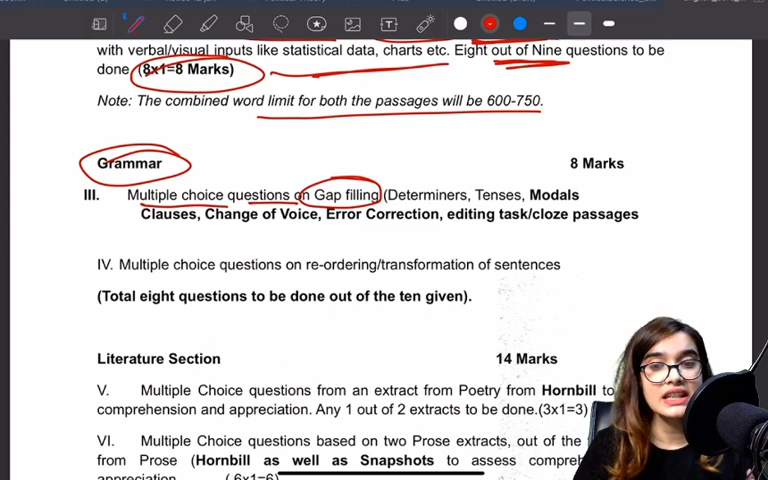 with verbal/visual inputs like statistical data, charts etc. Eight out of Nine questions to be
done (8x1=8 Marks)
Note: The combined word limit for both the passages will be 600-750.
Grammar 8 Marks
III. Multiple choice questions on Gap filling (Determiners, Tenses, Modals
Clauses, Change of Voice, Error Correction, editing task/cloze passages
IV. Multiple choice questions on re-ordering/transformation of sentences
(Total eight questions to be done out of the ten given).
Literature Section 14 Marks
V. Multiple Choice questions from an extract from Poetry from Hornbill to
comprehension and appreciation. Any 1 out of 2 extracts to be done.(3x1=3)
VI. Multiple Choice questions based on two Prose extracts, out of the
from Prose (Hornbill as well as Snapshots to assess
appreciation. (6x1=6)